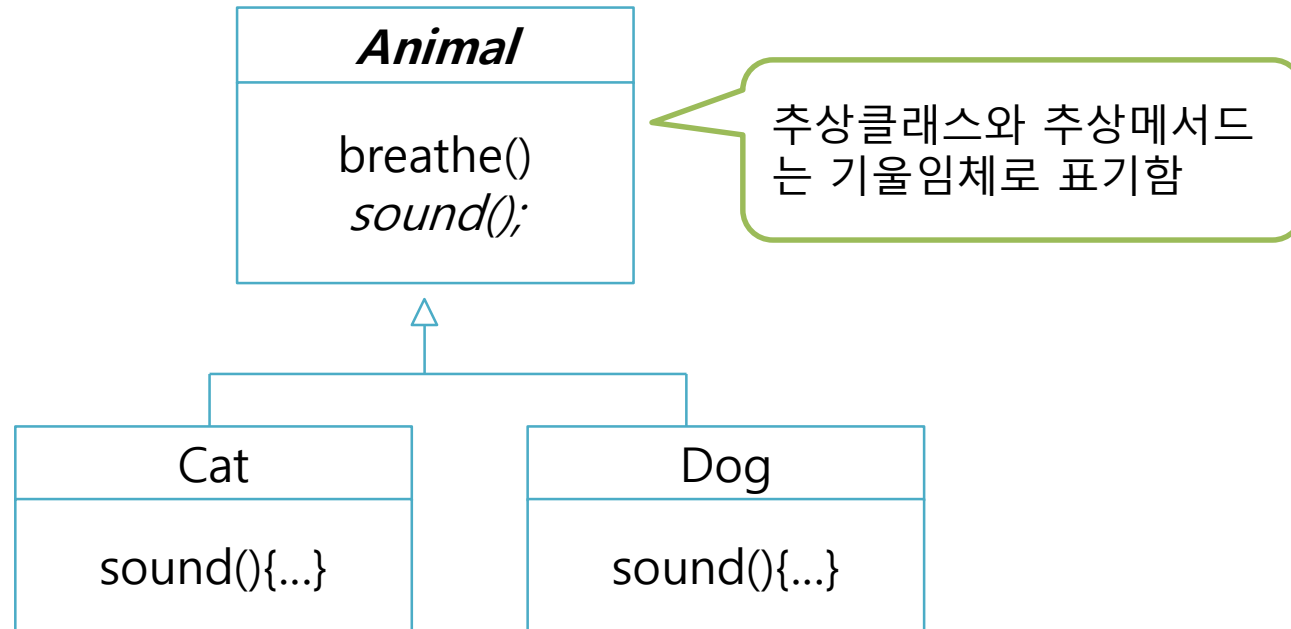 Animal
breathe()
sound();
추상클래스와 추상메서드
는 기울임체로 표기함
Cat
Dog
sound(){...}
sound(){...}